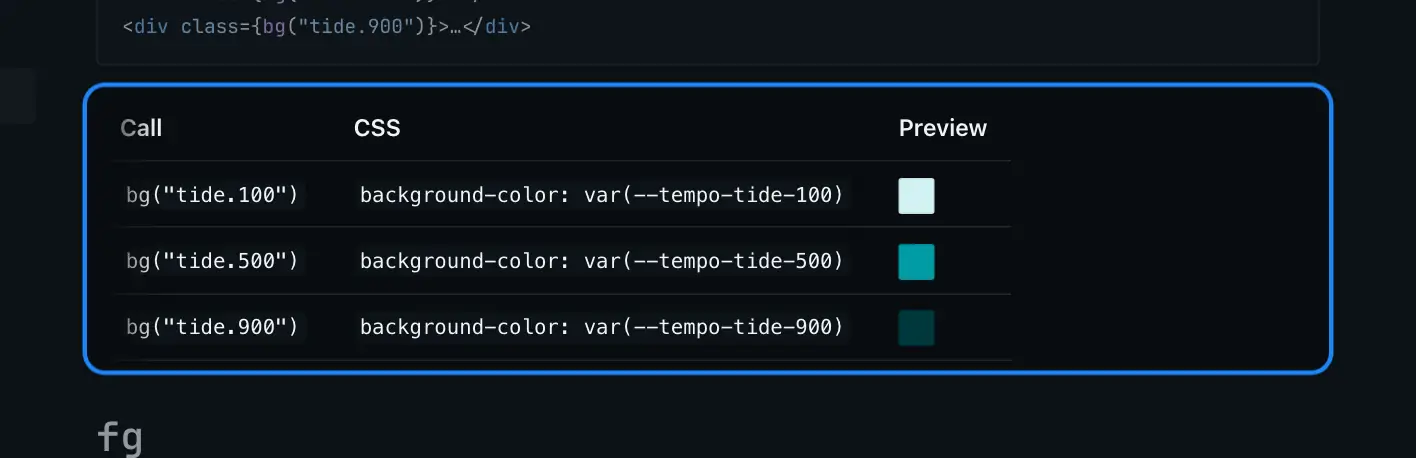 <div class={bg("tide.900")}>…</div>
Call CSS Preview
bg("tide.100") background-color: var(--tempo-tide-100)
bg("tide.500") background-color: var(--tempo-tide-500)
bg("tide.900") background-color: var(--tempo-tide-900)
fg